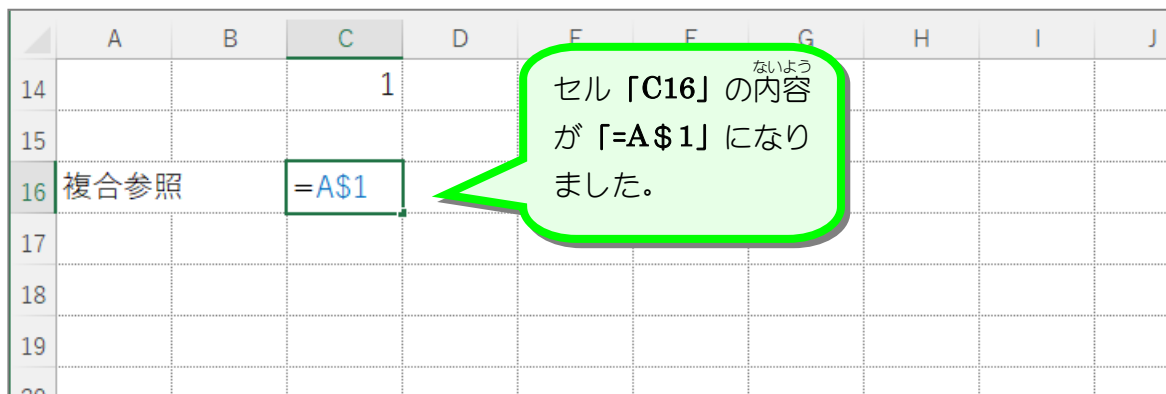 A B C D E F G H I J
14 1
15
16 複合参照 =A$1
17
18
19
ないよう
セル「C16」の内容
が「=A＄1」になり
ました。